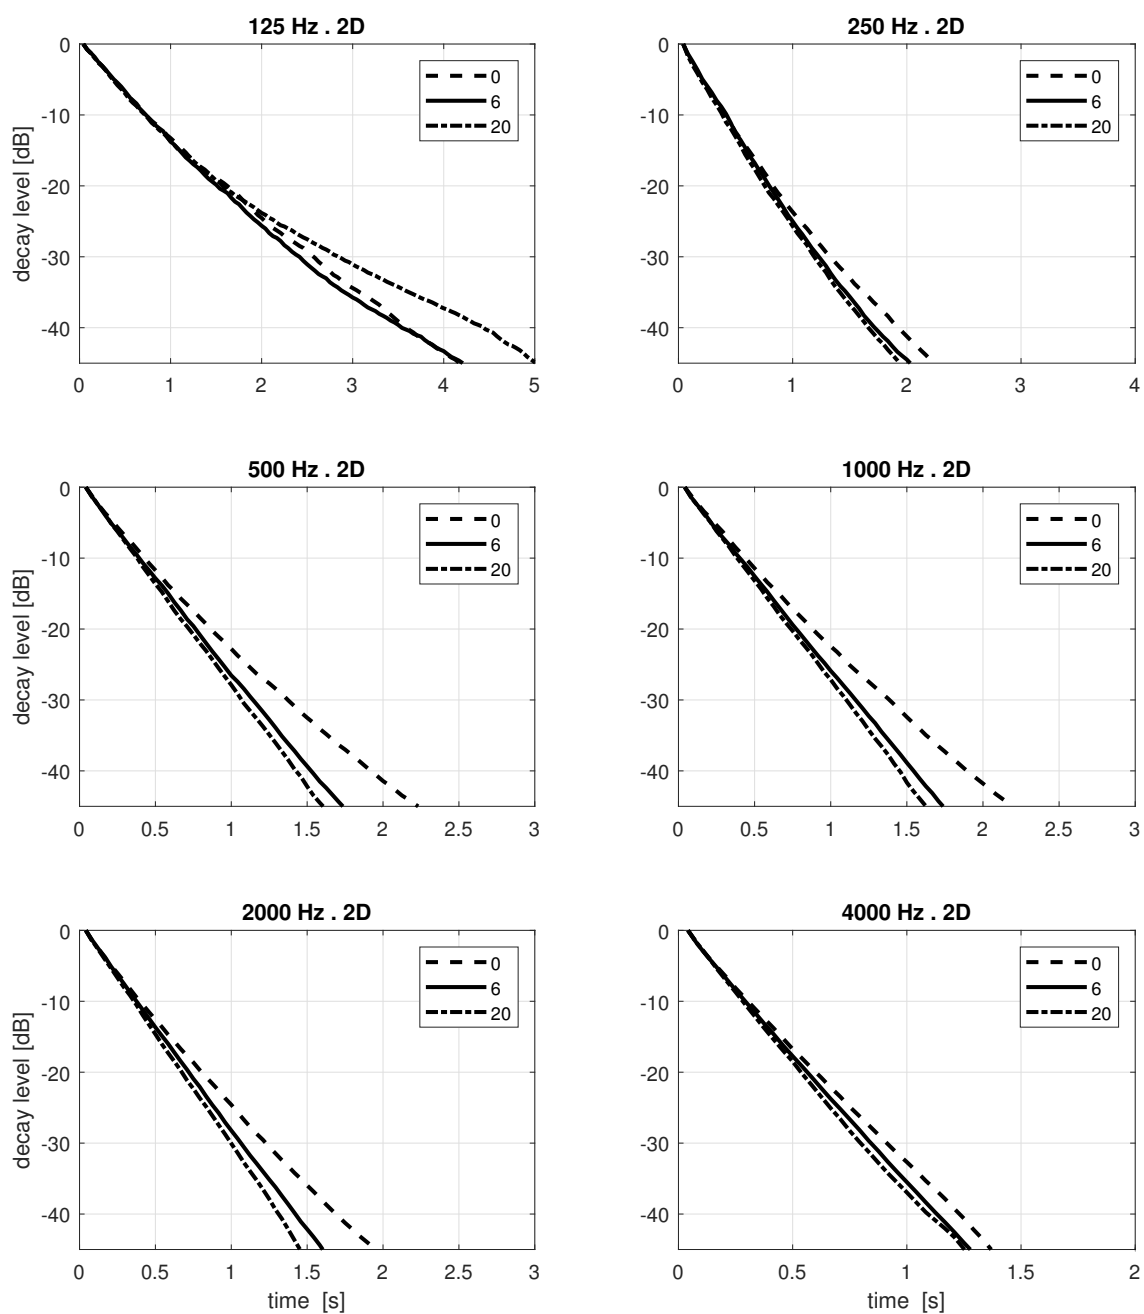 125 Hz . 2D
0
-10
-20
-30
-40
decay level [dB]
0
6
20
0 1 2 3 4 5
250 Hz . 2D
0
-10
-20
-30
-40
0
6
20
0 1 2 3 4
500 Hz . 2D
0
-10
-20
-30
-40
decay level [dB]
0
6
20
0 0.5 1 1.5 2 2.5 3
1000 Hz . 2D
0
-10
-20
-30
-40
0
6
20
0 0.5 1 1.5 2 2.5 3
2000 Hz . 2D
0
-10
-20
-30
-40
decay level [dB]
0
6
20
0 0.5 1 1.5 2 2.5 3
time [s]
4000 Hz . 2D
0
-10
-20
-30
-40
0
6
20
0 0.5 1 1.5 2
time [s]